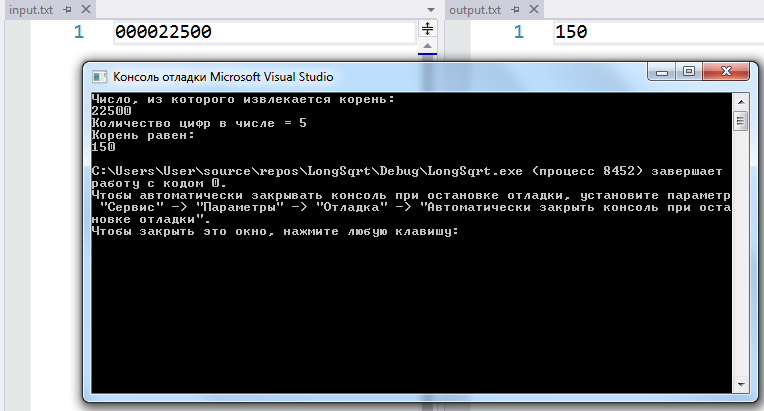 input.txt
output.txt
1 000022500
1 150
Консоль отладки Microsoft Visual Studio
Число, из которого извлекается корень:
22500
Количество цифр в числе = 5
Корень равен:
150
C:\Users\User\source\repos\LongSqrt\Debug\LongSqrt.exe (процесс 8452) завершает
работу с кодом 0.
Чтобы автоматически закрывать консоль при остановке отладки, установите параметр
"Сервис" -> "Параметры" -> "Отладка" -> "Автоматически закрыть консоль при оста
новке отладки".
Чтобы закрыть это окно, нажмите любую клавишу: